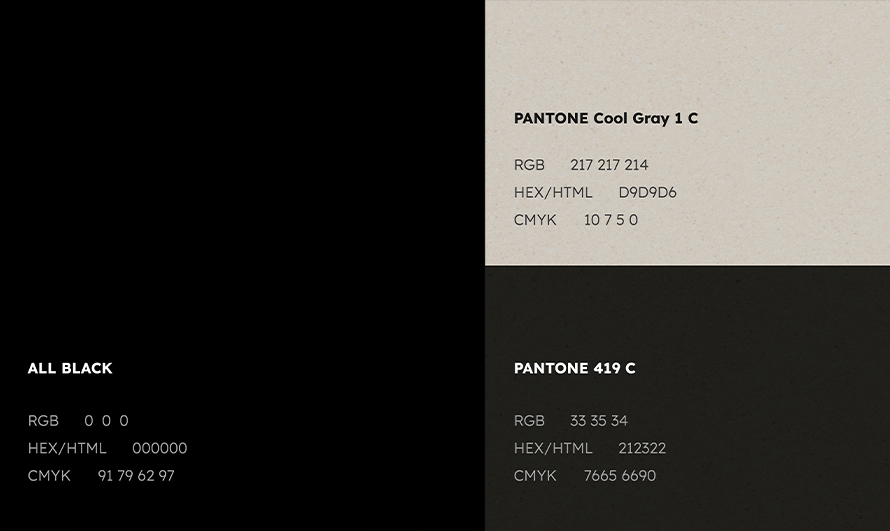 PANTONE Cool Gray 1 C
RGB 217 217 214
HEX/HTML D9D9D6
CMYK 10 7 5 0
ALL BLACK
RGB 0 0 0
HEX/HTML 000000
CMYK 91 79 62 97
PANTONE 419 C
RGB 33 35 34
HEX/HTML 212322
CMYK 7665 6690